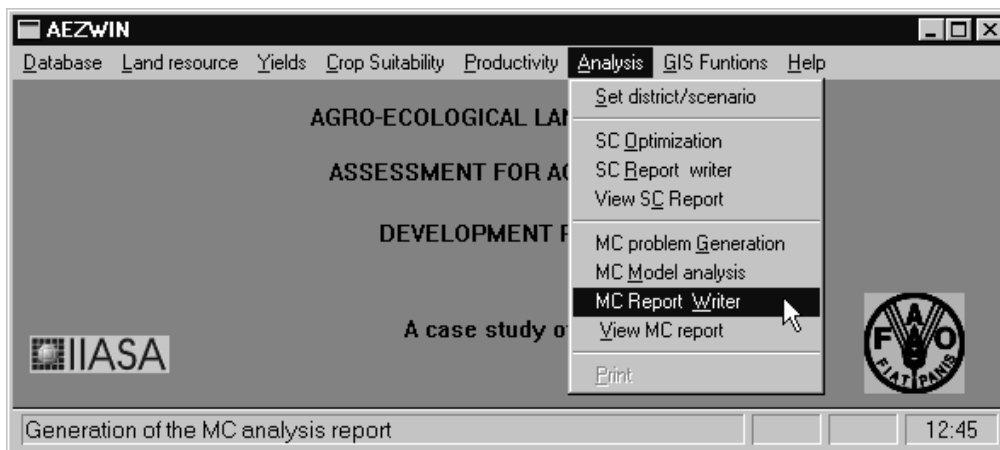 AEZWIN
Database Land resource Yields Crop Suitability Productivity Analysis GIS Funtions Help
Set district/scenario
AGRO-ECOLOGICAL
SC Optimization
ASSESSMENT FOR
SC Report writer
View SC Report
DEVELOPMENT
MC problem Generation
MC Model analysis
MC Report Writer
A case study
View MC report
IIASA
FAO
FIAT PANIS
Print
Generation of the MC analysis report
12:45